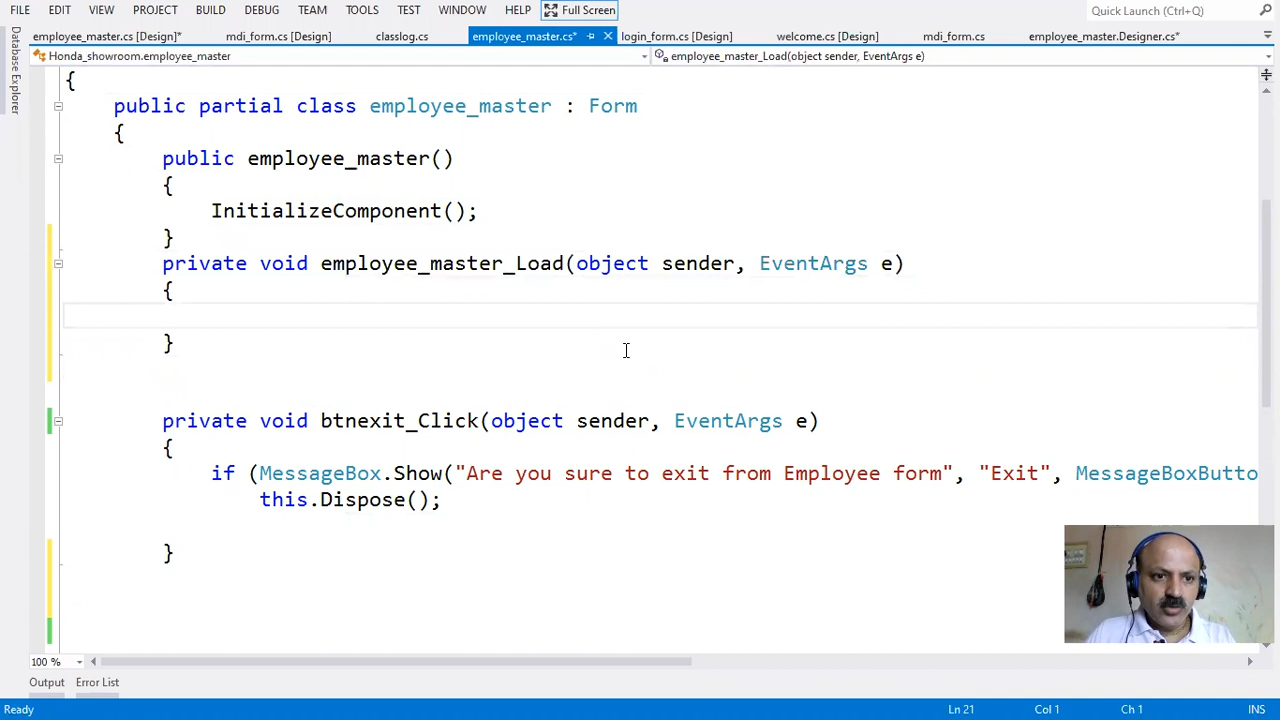 FILE EDIT VIEW PROJECT BUILD DEBUG TEAM TOOLS TEST WINDOW HELP Full Screen Quick Launch (Ctrl+Q)
employee_master.cs [Design]* mdi_form.cs [Design] classlog.cs employee_master.cs* login_form.cs [Design] welcome.cs [Design] mdi_form.cs employee_master.Designer.cs*
Honda_showroom.employee_master employee_master_Load(object sender, EventArgs e)
Database Explorer
{
public partial class employee_master : Form
{
public employee_master()
{
InitializeComponent();
}
private void employee_master_Load(object sender, EventArgs e)
{
}
private void btnexit_Click(object sender, EventArgs e)
{
if (MessageBox.Show("Are you sure to exit from Employee form", "Exit", MessageBoxButto
this.Dispose();
}
100 %
Output Error List
Ready Ln 21 Col 1 Ch 1 INS